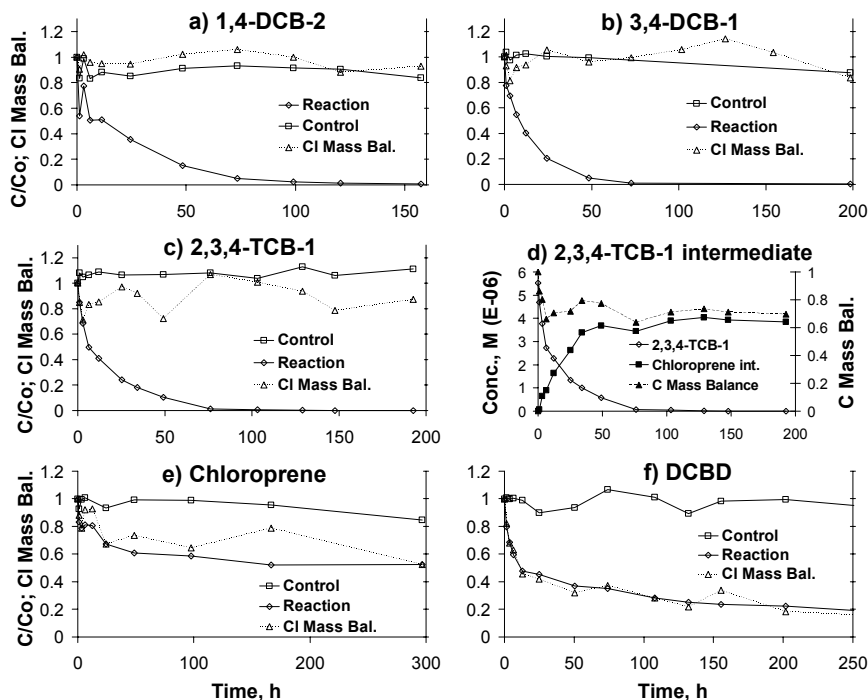 a) 1,4-DCB-2
C/Co; Cl Mass Bal.
1.2
1
0.8
0.6
0.4
0.2
0
0
50
100
150
Reaction
Control
Cl Mass Bal.
b) 3,4-DCB-1
1.2
1
0.8
0.6
0.4
0.2
0
0
50
100
150
200
Control
Reaction
Cl Mass Bal.
c) 2,3,4-TCB-1
C/Co; Cl Mass Bal.
1.2
1
0.8
0.6
0.4
0.2
0
0
50
100
150
200
Control
Reaction
Cl Mass Bal.
d) 2,3,4-TCB-1 intermediate
Conc., M (E-06)
6
5
4
3
2
1
0
0
50
100
150
200
2,3,4-TCB-1
Chloroprene int.
C Mass Balance
1
0.8
0.6
0.4
0.2
0
C Mass Bal.
e) Chloroprene
C/Co; Cl Mass Bal.
1.2
1
0.8
0.6
0.4
0.2
0
0
100
200
300
Control
Reaction
Cl Mass Bal.
Time, h
f) DCBD
1.2
1
0.8
0.6
0.4
0.2
0
0
50
100
150
200
250
Control
Reaction
Cl Mass Bal.
Time, h